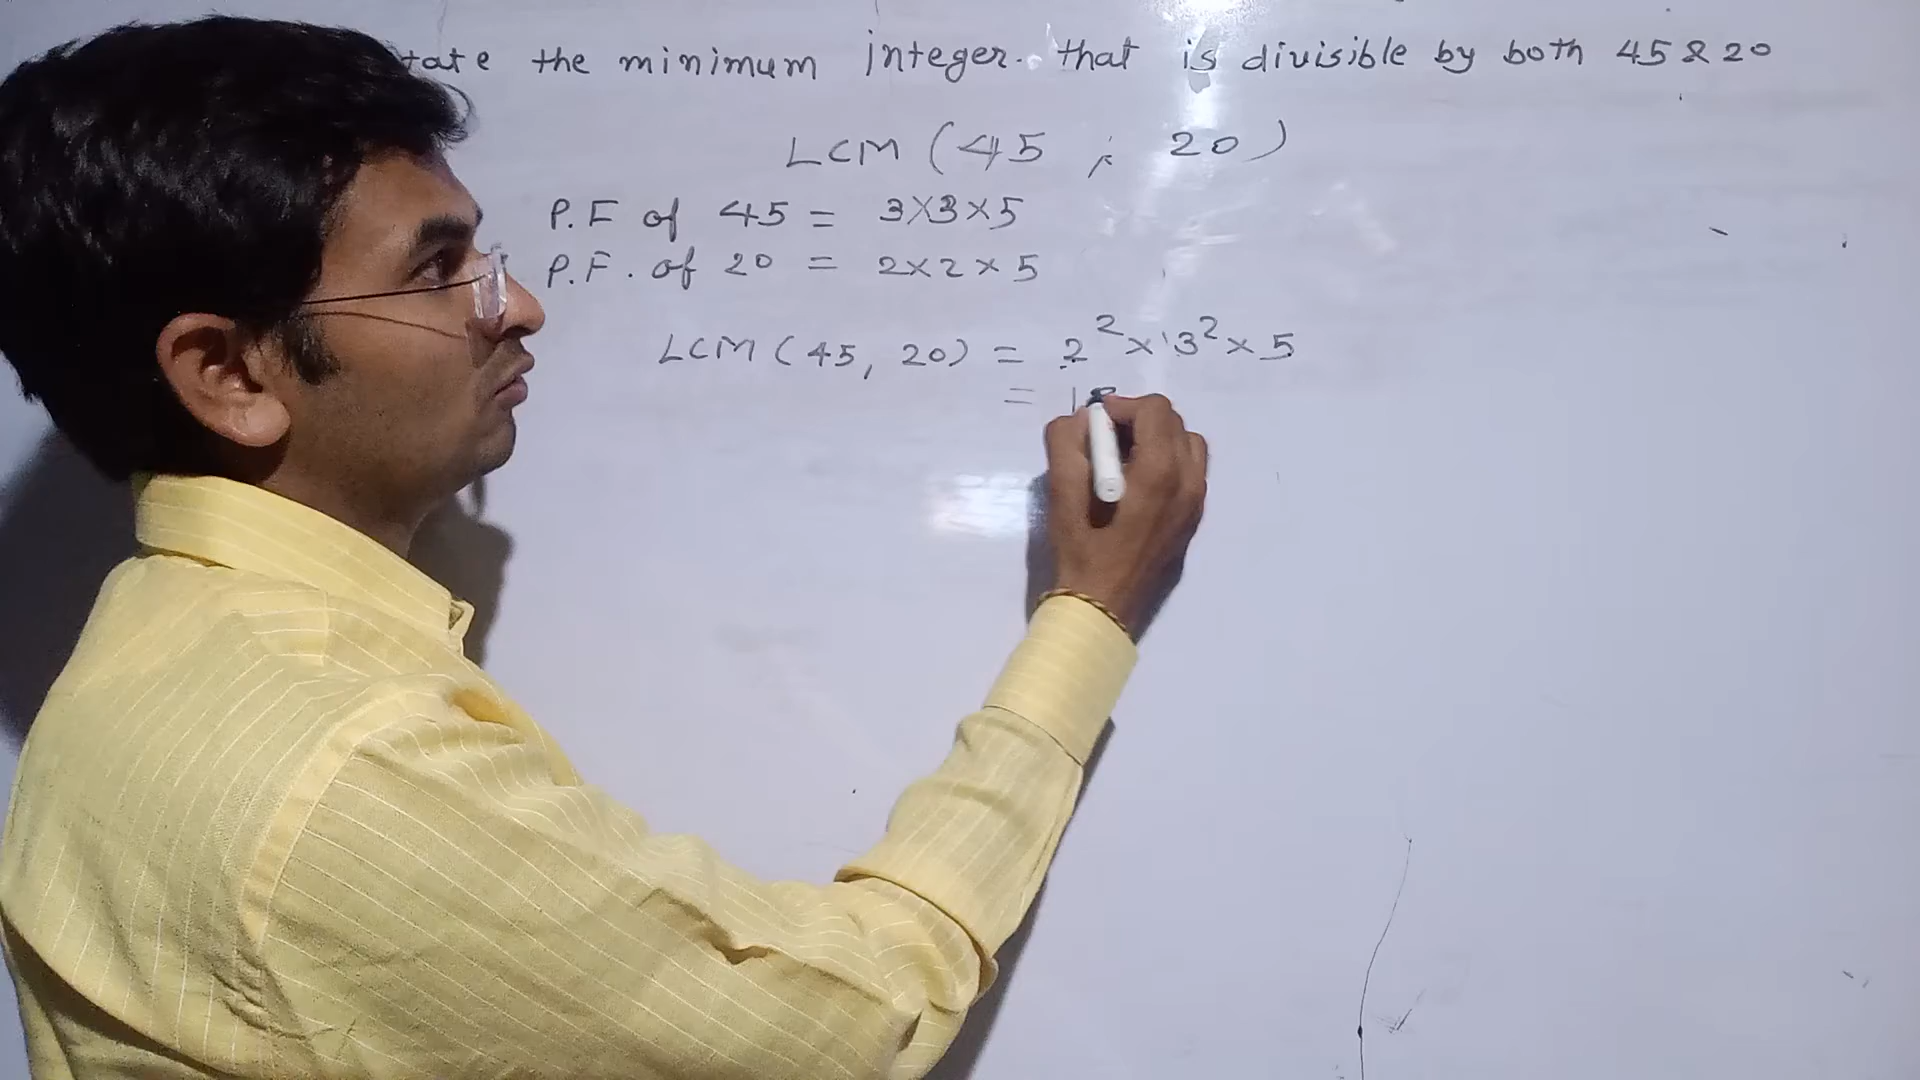 tate the minimum integer. that is divisible by both 45 & 20
LCM (45 , 20)
P.F of 45 = 3×3×5
P.F. of 20 = 2×2×5
LCM (45, 20) = 2² × 3² × 5
= 18